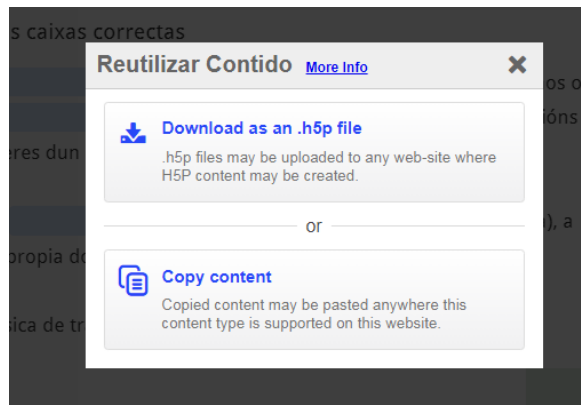 s caixas correctas
Reutilizar Contido More Info
os o
Download as an .h5p file
ións
.h5p files may be uploaded to any web-site where
eres dun
H5P content may be created.
or
), a
propia do
Copy content
Copied content may be pasted anywhere this
sica de tr
content type is supported on this website.